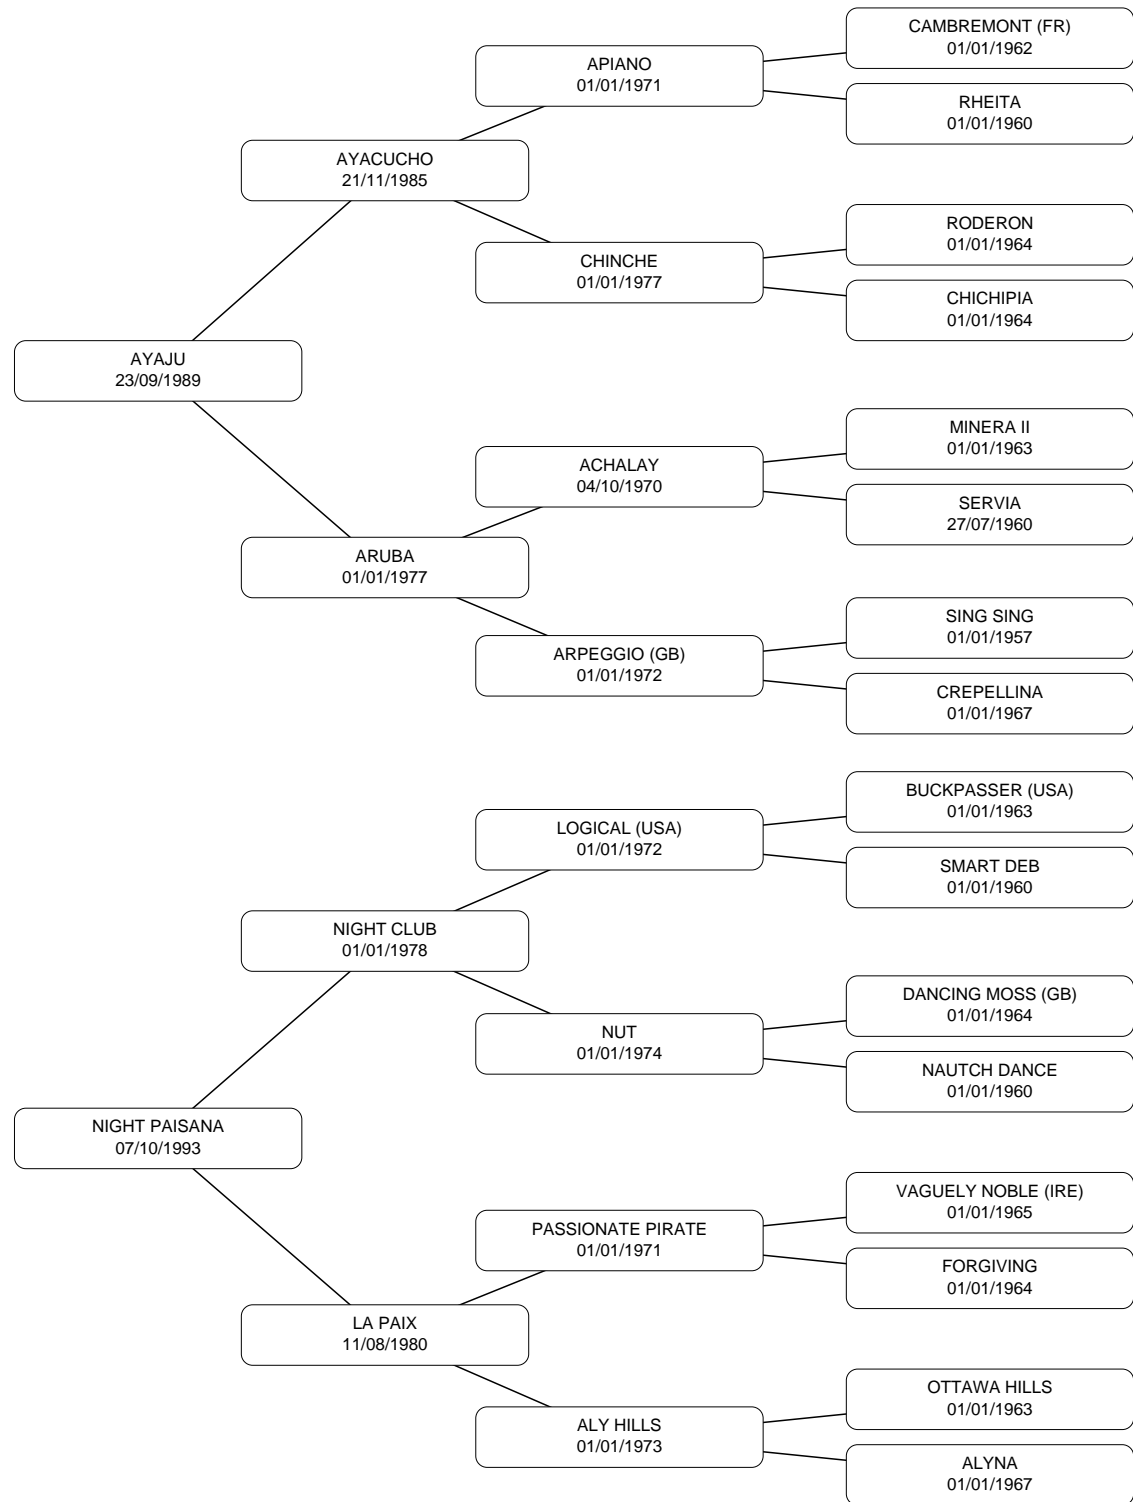 CAMBREMONT (FR)
01/01/1962
APIANO
01/01/1971
RHEITA
01/01/1960
AYACUCHO
21/11/1985
RODERON
01/01/1964
CHINCHE
01/01/1977
CHICHIPIA
01/01/1964
AYAJU
23/09/1989
MINERA II
01/01/1963
ACHALAY
04/10/1970
SERVIA
27/07/1960
ARUBA
01/01/1977
SING SING
01/01/1957
ARPEGGIO (GB)
01/01/1972
CREPELLINA
01/01/1967
BUCKPASSER (USA)
01/01/1963
LOGICAL (USA)
01/01/1972
SMART DEB
01/01/1960
NIGHT CLUB
01/01/1978
DANCING MOSS (GB)
01/01/1964
NUT
01/01/1974
NAUTCH DANCE
01/01/1960
NIGHT PAISANA
07/10/1993
VAGUELY NOBLE (IRE)
01/01/1965
PASSIONATE PIRATE
01/01/1971
FORGIVING
01/01/1964
LA PAIX
11/08/1980
OTTAWA HILLS
01/01/1963
ALY HILLS
01/01/1973
ALYNA
01/01/1967